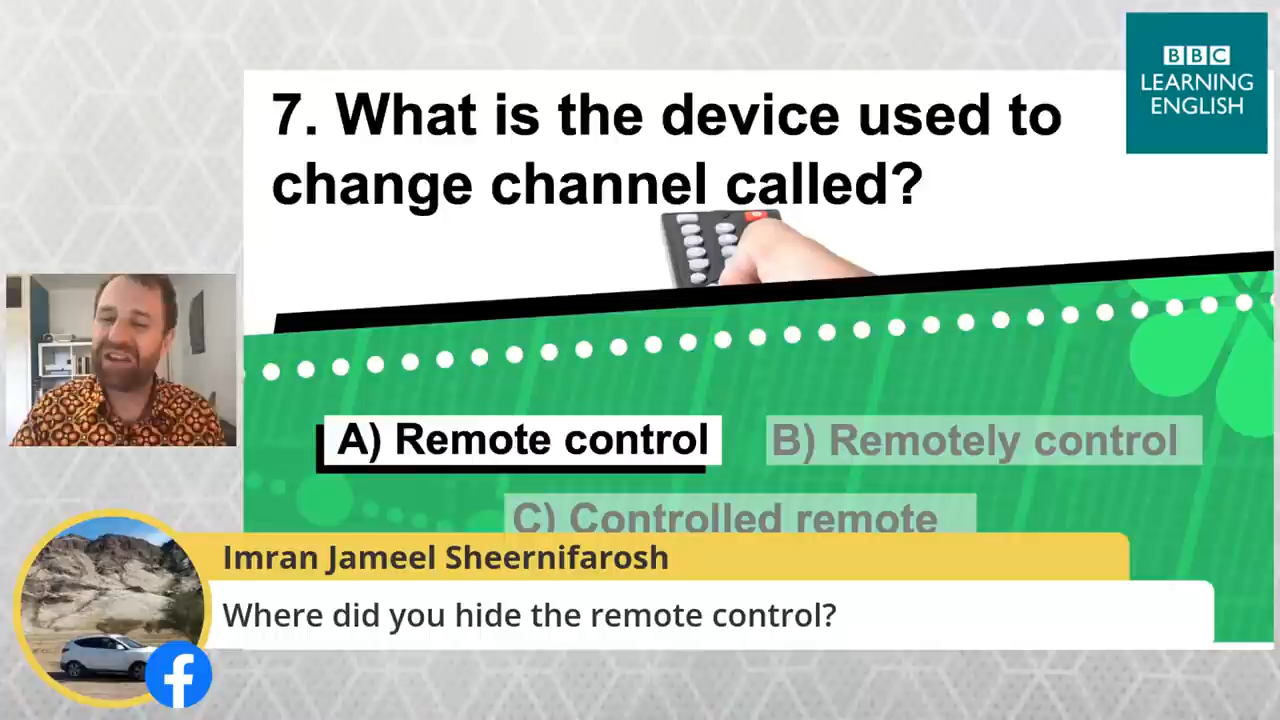 BBC
LEARNING
ENGLISH
7. What is the device used to
change channel called?
A) Remote control
B) Remotely control
C) Controlled remote
Imran Jameel Sheernifarosh
Where did you hide the remote control?